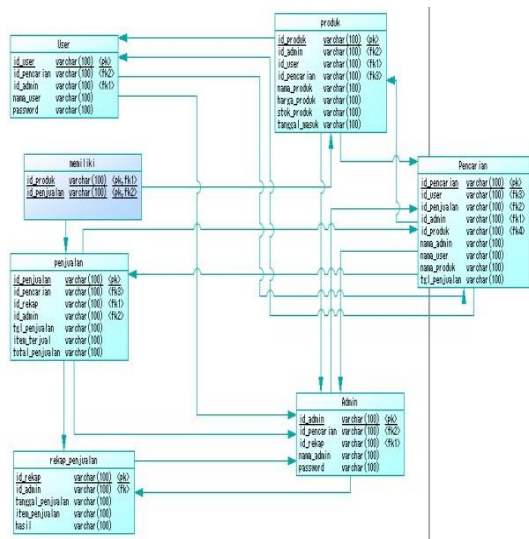 produk
id_produk varchar(100) <pk>
id_admin varchar(100) <fk2>
id_user varchar(100) <fk1>
id_pencarian varchar(100) <fk3>
nama_produk varchar(100)
harga_produk varchar(100)
stok_produk varchar(100)
tanggal_masuk varchar(100)
User
id_user varchar(100) <pk>
id_pencarian varchar(100) <fk2>
id_admin varchar(100) <fk1>
nama_user varchar(100)
password varchar(100)
memiliki
id_produk varchar(100) <pk,fk1>
id_penjualan varchar(100) <pk,fk2>
Pencarian
id_pencarian varchar(100) <pk>
id_user varchar(100) <fk3>
id_penjualan varchar(100) <fk2>
id_admin varchar(100) <fk1>
id_produk varchar(100) <fk4>
nama_admin varchar(100)
nama_user varchar(100)
nama_produk varchar(100)
tgl_penjualan varchar(100)
penjualan
id_penjualan varchar(100) <pk>
id_pencarian varchar(100) <fk3>
id_rekap varchar(100) <fk1>
id_admin varchar(100) <fk2>
tgl_penjualan varchar(100)
item_terjual varchar(100)
total_penjualan varchar(100)
Admin
id_admin varchar(100) <pk>
id_pencarian varchar(100) <fk2>
id_rekap varchar(100) <fk1>
nama_admin varchar(100)
password varchar(100)
rekap_penjualan
id_rekap varchar(100) <pk>
id_admin varchar(100) <fk>
tanggal_penjualan varchar(100)
item_penjualan varchar(100)
hasil varchar(100)